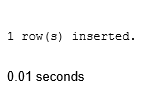 1 row(s) inserted.
0.01 seconds